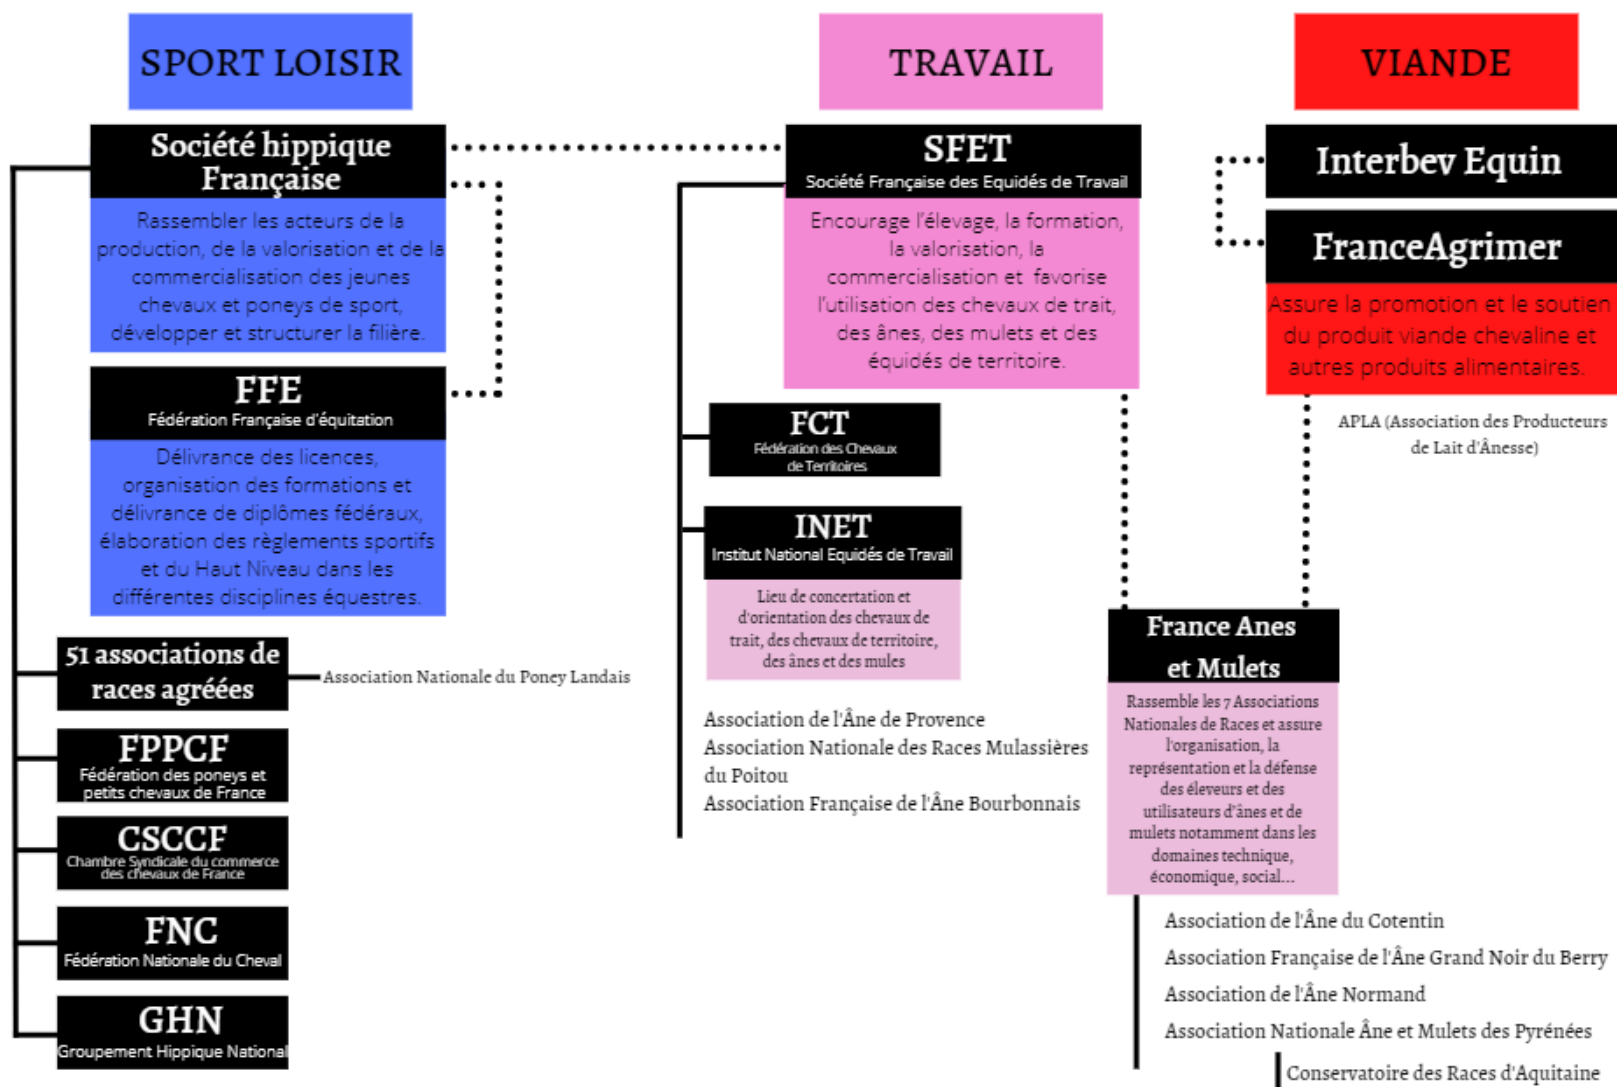 SPORT LOISIR
Société hippique
Française
Rassembler les acteurs de la
production, de la valorisation et de la
commercialisation des jeunes
chevaux et poneys de sport,
développer et structurer la filière.
FFE
Fédération Française d'équitation
Délivrance des licences,
organisation des formations et
délivrance de diplômes fédéraux,
élaboration des règlements sportifs
et du Haut Niveau dans les
différentes disciplines équestres.
51 associations de
races agréées
Association Nationale du Poney Landais
FPPCF
Fédération des poneys et
petits chevaux de France
CSCCF
Chambre Syndicale du commerce
des chevaux de France
FNC
Fédération Nationale du Cheval
GHN
Groupement Hippique National
TRAVAIL
SFET
Société Française des Equidés de Travail
Encourage l'élevage, la formation,
la valorisation, la
commercialisation et favorise
l'utilisation des chevaux de trait,
des ânes, des mulets et des
équidés de territoire.
FCT
Fédération des Chevaux
de Territoires
INET
Institut National Equidés de Travail
Lieu de concertation et
d'orientation des chevaux de
trait, des chevaux de territoire,
des ânes et des mules
Association de l'Âne de Provence
Association Nationale des Races Mulassières
du Poitou
Association Française de l'Âne Bourbonnais
VIANDE
Interbev Equin
FranceAgrimer
Assure la promotion et le soutien
du produit viande chevaline et
autres produits alimentaires.
APLA (Association des Producteurs
de Lait d'Ânesse)
France Anes
et Mulets
Rassemble les 7 Associations
Nationales de Races et assure
l'organisation, la
représentation et la défense
des éleveurs et des
utilisateurs d'ânes et de
mulets notamment dans les
domaines technique,
économique, social...
Association de l'Âne du Cotentin
Association Française de l'Âne Grand Noir du Berry
Association de l'Âne Normand
Association Nationale Âne et Mulets des Pyrénées
Conservatoire des Races d'Aquitaine